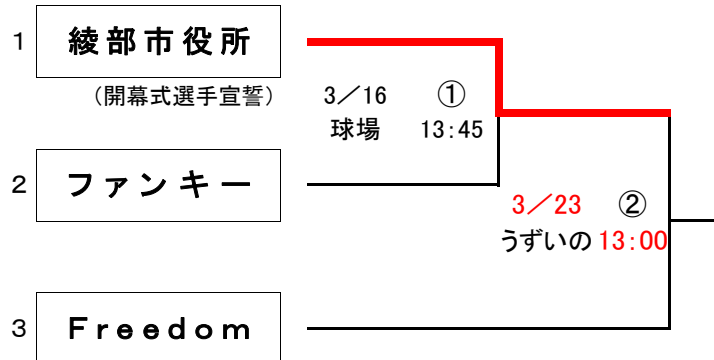 1 綾部市役所
（開幕式選手宣誓）
3／16 ①
球場 13:45
2 ファンキー
3／23 ②
うずいの 13:00
3 Ｆｒｅｅｄｏｍ